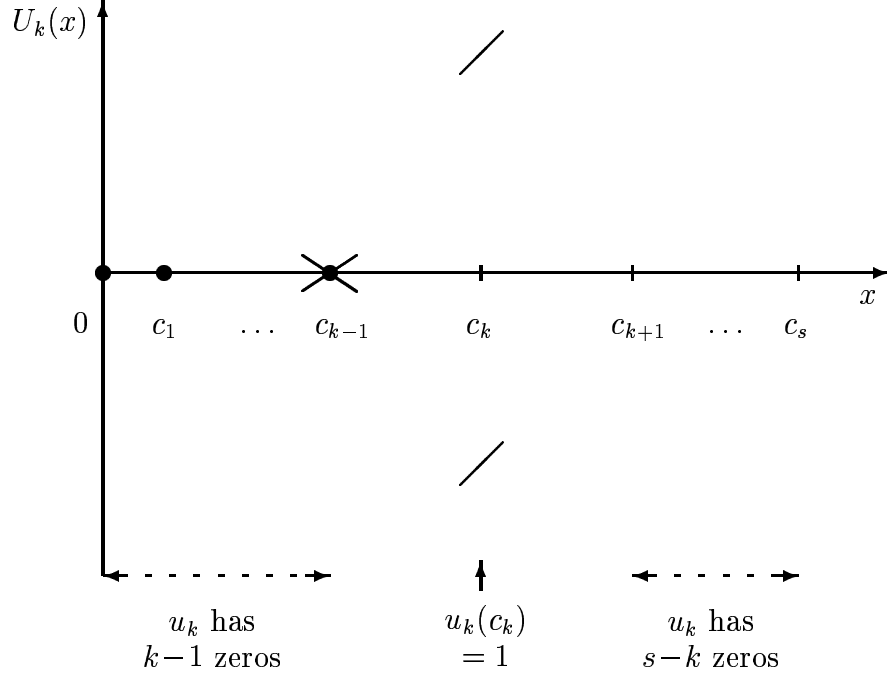 U_k(x)
x
0 c_1 ... c_{k−1} c_k c_{k+1} ... c_s
u_k has
k−1 zeros
u_k(c_k)
= 1
u_k has
s−k zeros